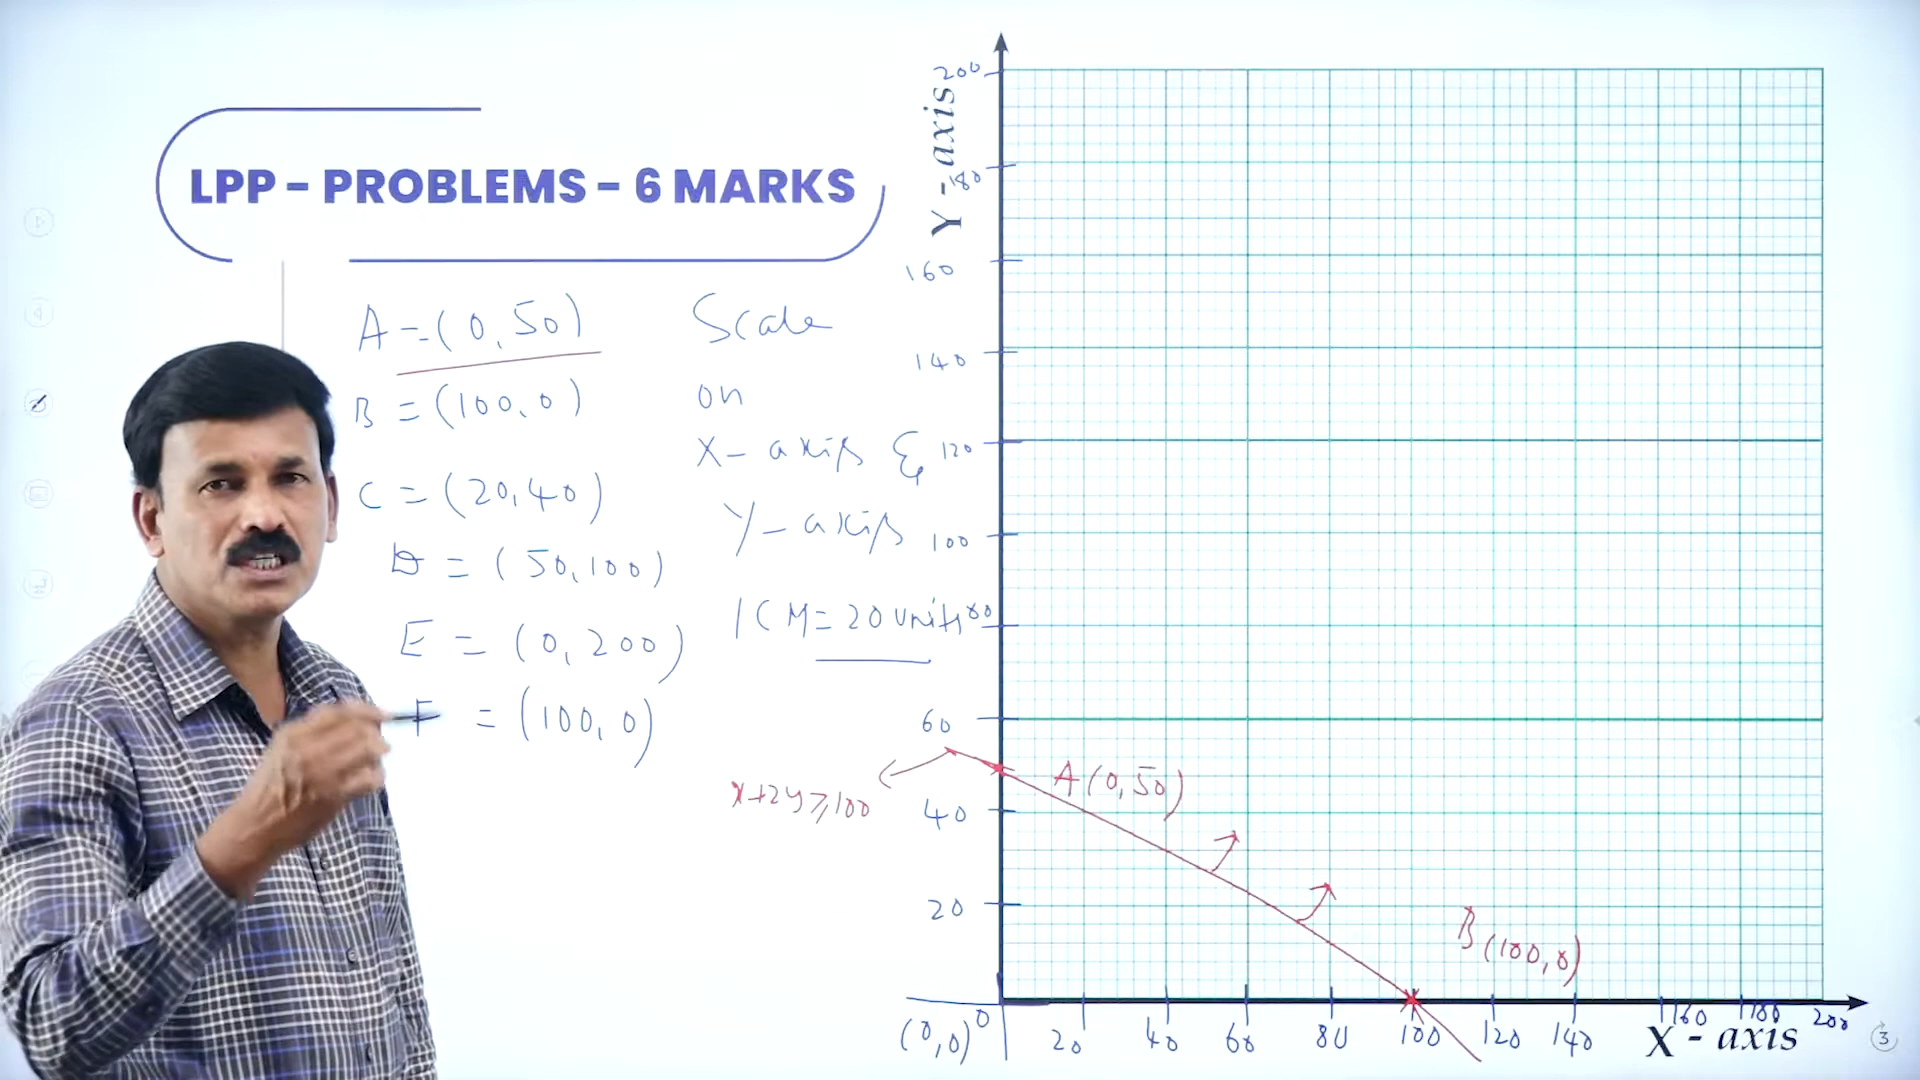 LPP - PROBLEMS - 6 MARKS
A = (0, 50)
B = (100, 0)
C = (20, 40)
D = (50, 100)
E = (0, 200)
F = (100, 0)
Scale
on
X - axis &
Y - axis
1 CM = 20 units
Y - axis
200
180
160
140
120
100
80
60
40
20
x+2y≥100
A(0,50)
B(100,0)
(0,0) 0
20 40 60 80 100 120 140 160 180 200
X - axis
3